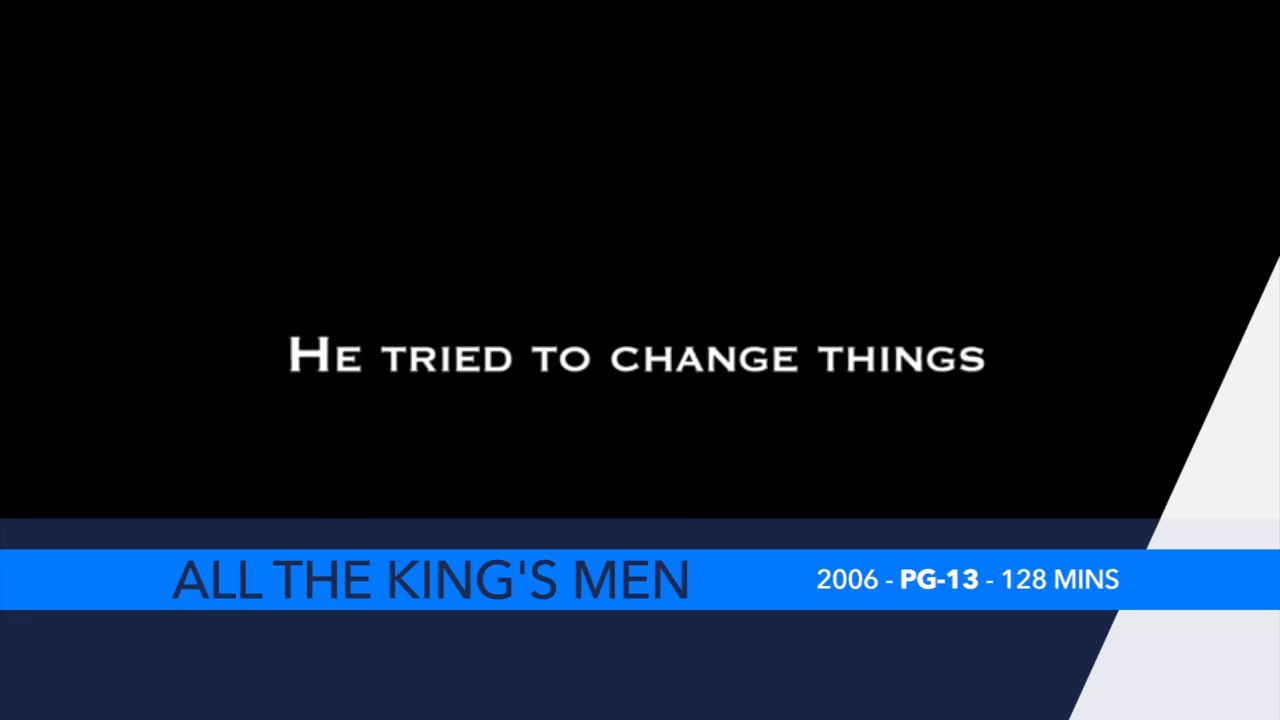 HE TRIED TO CHANGE THINGS
ALL THE KING'S MEN
2006 - PG-13 - 128 MINS